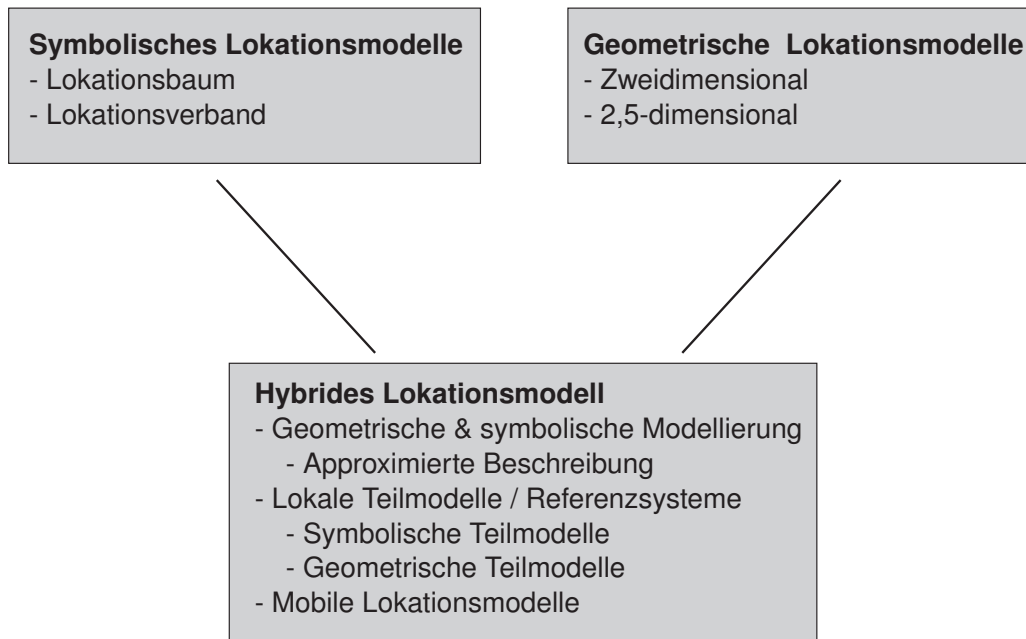 Symbolisches Lokationsmodelle
- Lokationsbaum
- Lokationsverband
Geometrische Lokationsmodelle
- Zweidimensional
- 2,5-dimensional
Hybrides Lokationsmodell
- Geometrische & symbolische Modellierung
- Approximierte Beschreibung
- Lokale Teilmodelle / Referenzsysteme
- Symbolische Teilmodelle
- Geometrische Teilmodelle
- Mobile Lokationsmodelle